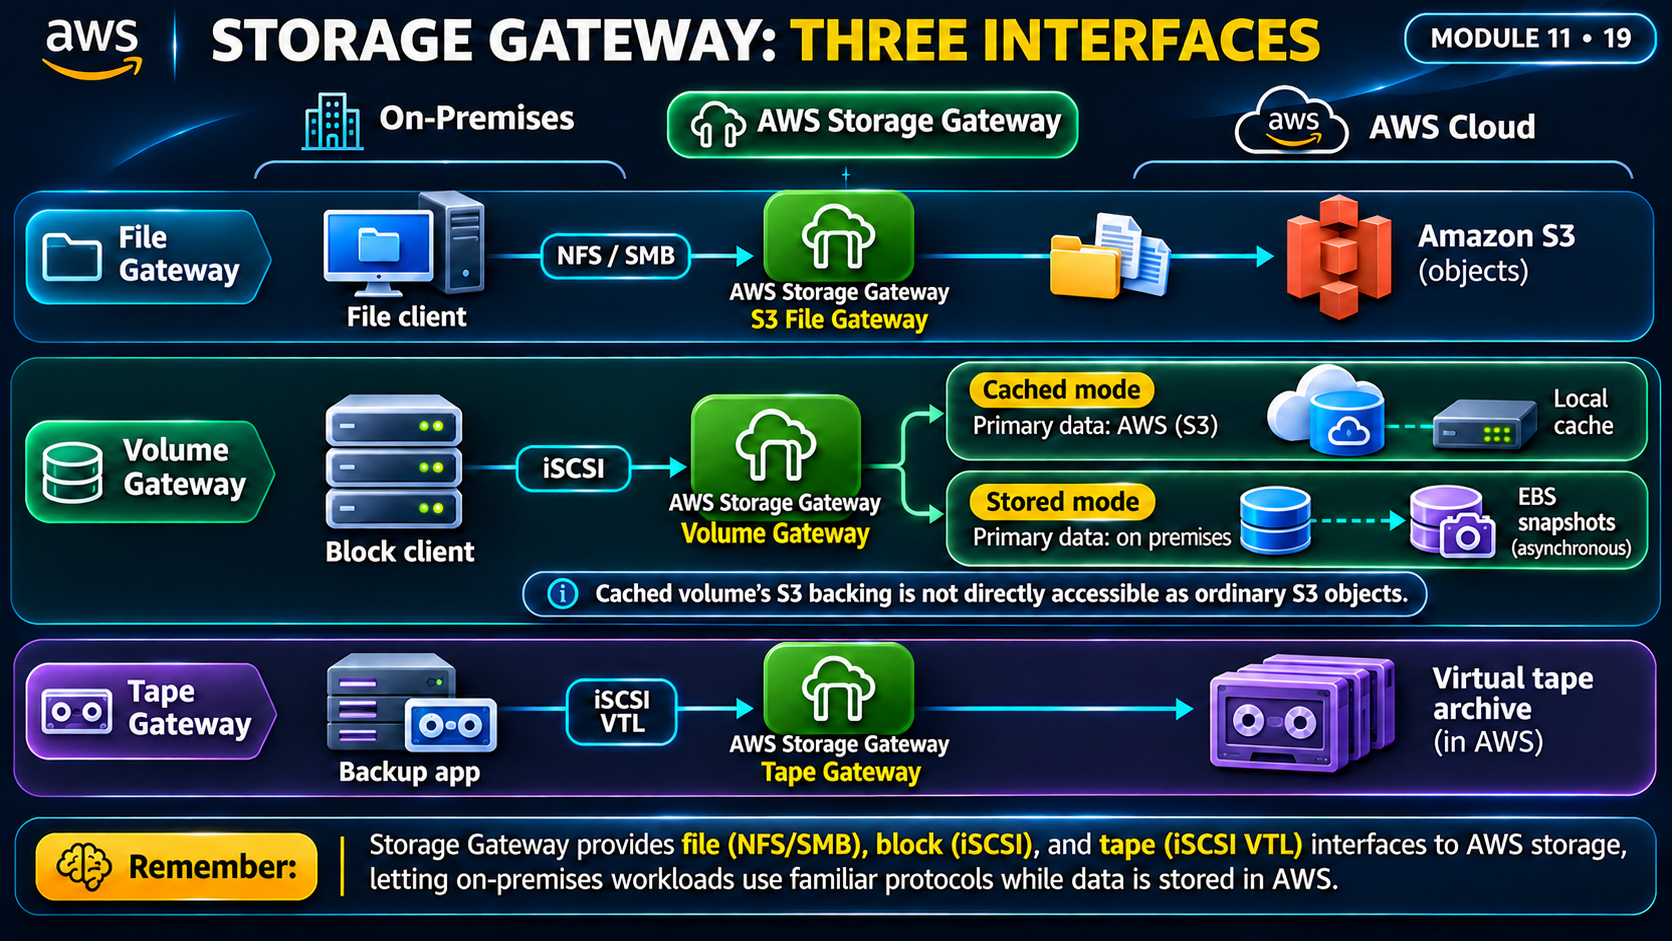 aws
STORAGE GATEWAY: THREE INTERFACES
MODULE 11 • 19
On-Premises
AWS Storage Gateway
aws
AWS Cloud
File
Gateway
File client
NFS / SMB
AWS Storage Gateway
S3 File Gateway
Amazon S3
(objects)
Volume
Gateway
Block client
iSCSI
AWS Storage Gateway
Volume Gateway
Cached mode
Primary data: AWS (S3)
Local
cache
Stored mode
Primary data: on premises
EBS
snapshots
(asynchronous)
i
Cached volume's S3 backing is not directly accessible as ordinary S3 objects.
Tape
Gateway
Backup app
iSCSI
VTL
AWS Storage Gateway
Tape Gateway
Virtual tape
archive
(in AWS)
Remember:
Storage Gateway provides file (NFS/SMB), block (iSCSI), and tape (iSCSI VTL) interfaces to AWS storage,
letting on-premises workloads use familiar protocols while data is stored in AWS.